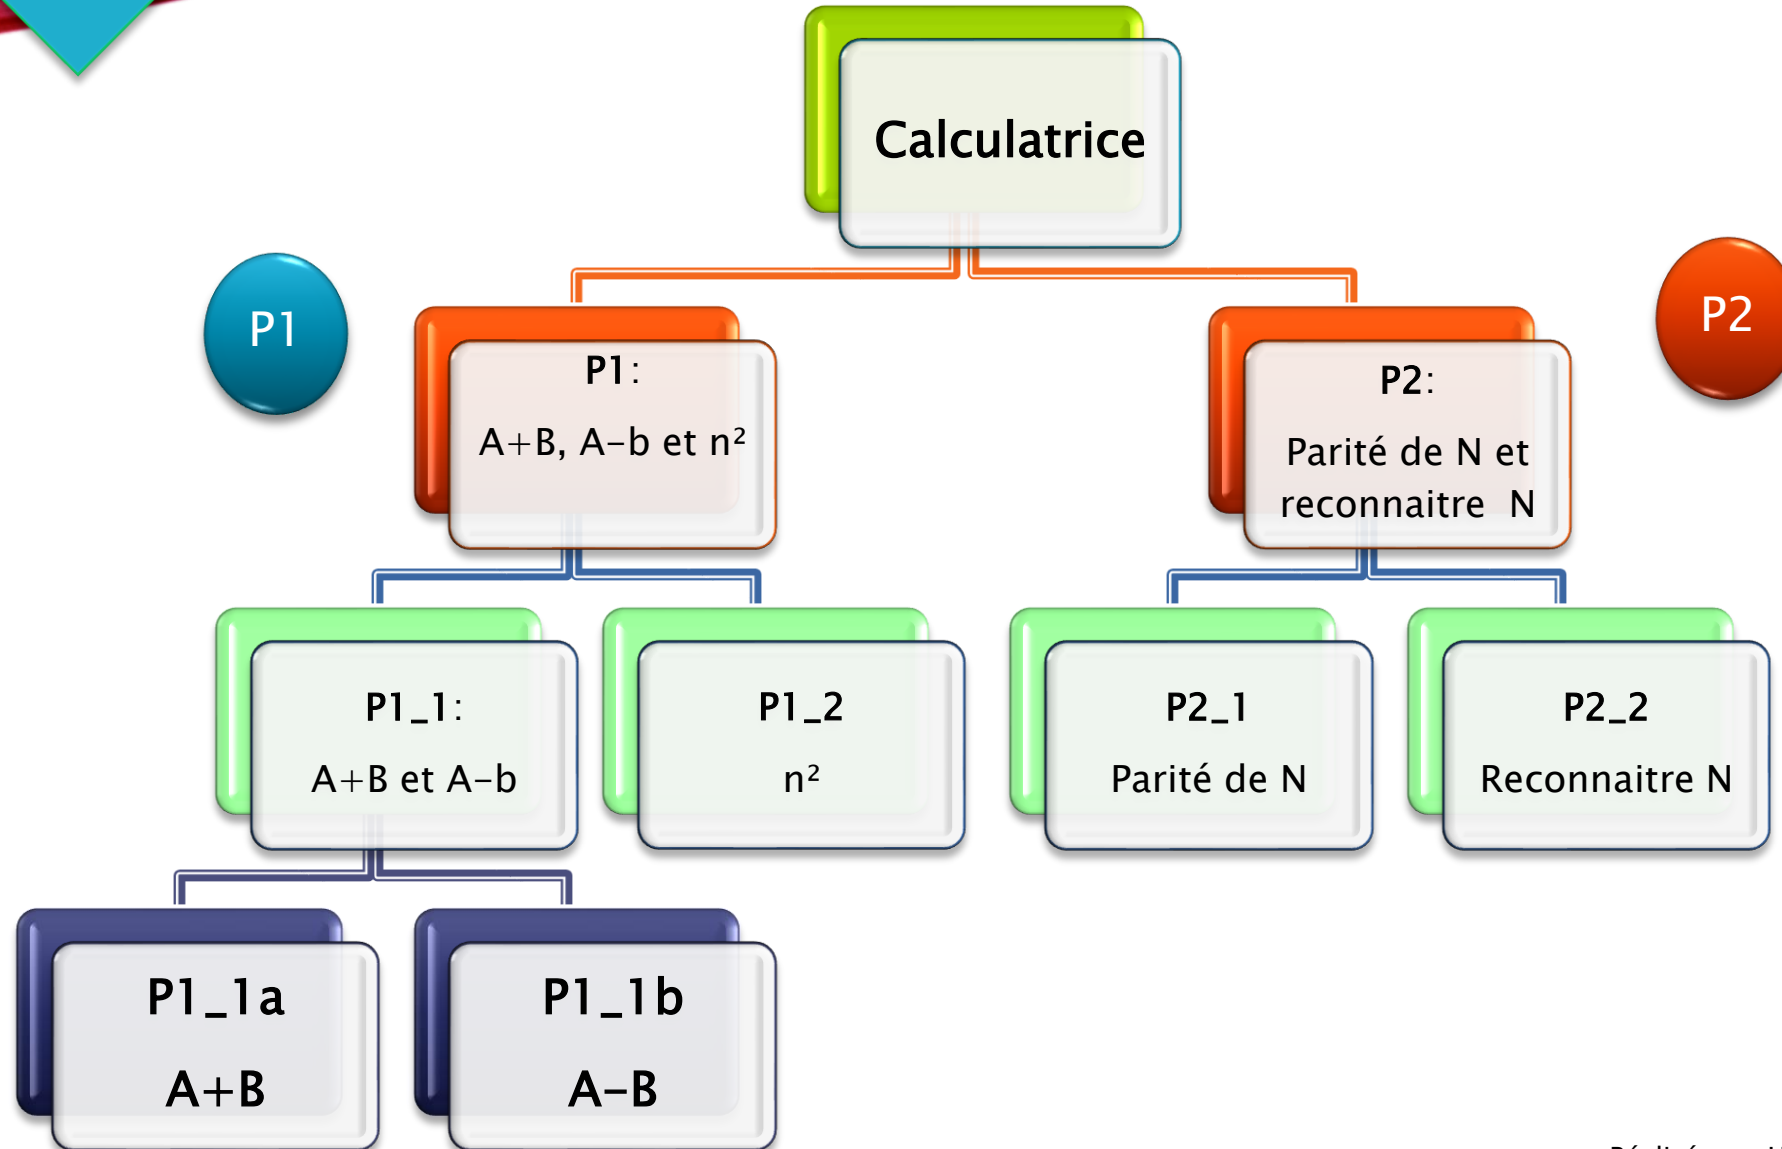 Calculatrice
P1
P2
P1:
A+B, A-b et n²
P2:
Parité de N et
reconnaitre N
P1_1:
A+B et A-b
P1_2
n²
P2_1
Parité de N
P2_2
Reconnaitre N
P1_1a
A+B
P1_1b
A-B